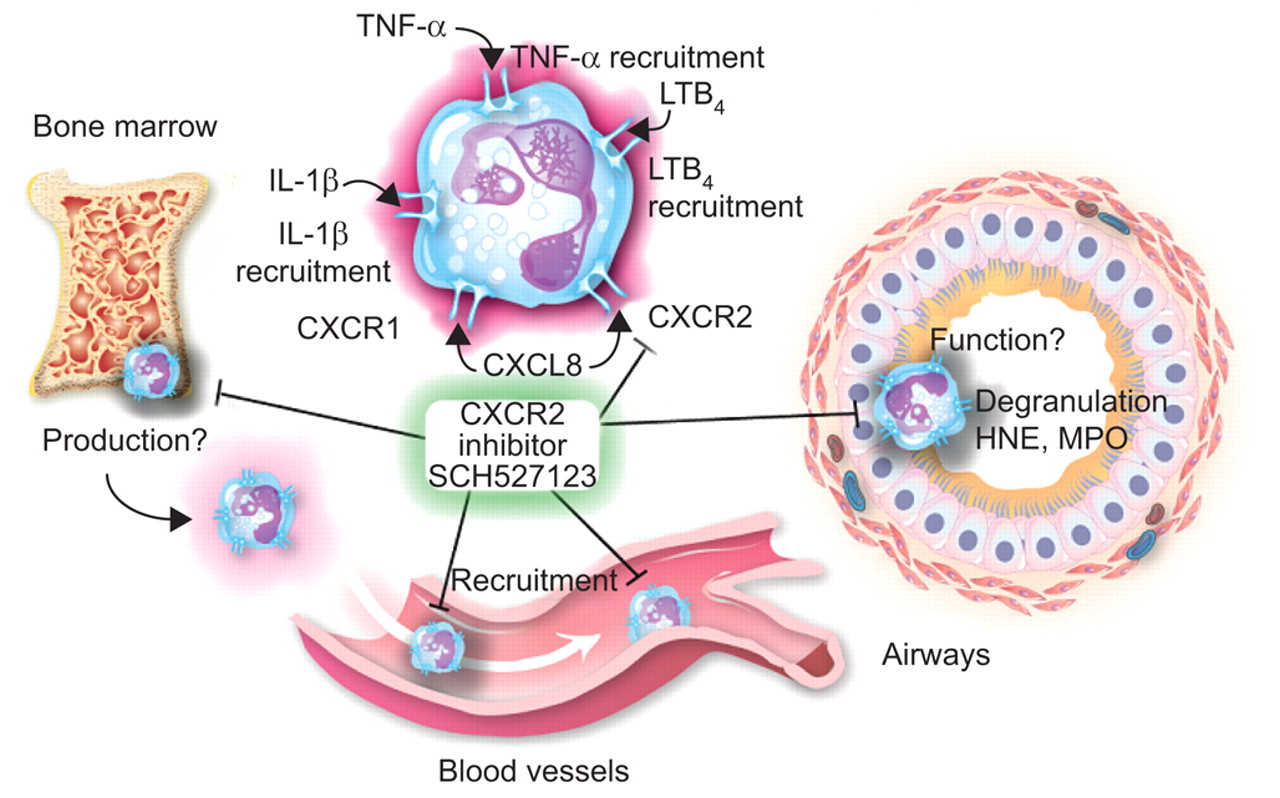 TNF-α
TNF-α recruitment
LTB4
Bone marrow
IL-1β
LTB4
recruitment
IL-1β
recruitment
CXCR1
CXCR2
CXCL8
Function?
CXCR2
inhibitor
SCH527123
Degranulation
HNE, MPO
Production?
Recruitment
Airways
Blood vessels